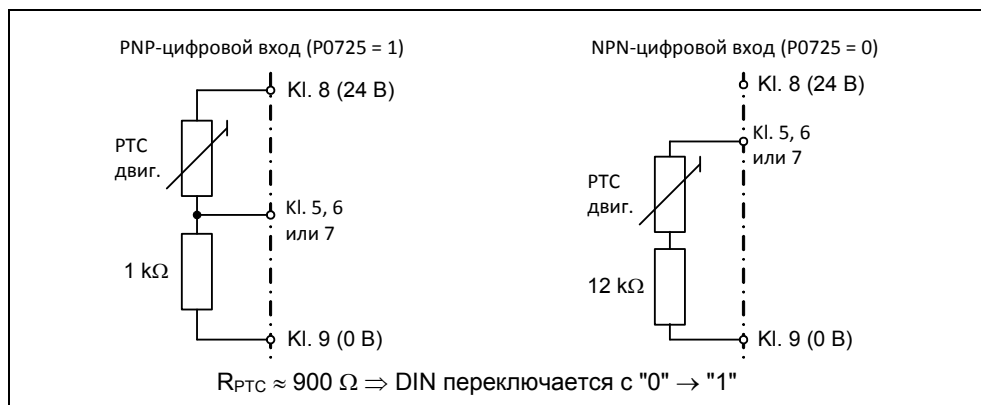 PNP-цифровой вход (P0725 = 1)
Kl. 8 (24 В)
PTC
двиг.
Kl. 5, 6
или 7
1 kΩ
Kl. 9 (0 В)
NPN-цифровой вход (P0725 = 0)
Kl. 8 (24 В)
Kl. 5, 6
или 7
PTC
двиг.
12 kΩ
Kl. 9 (0 В)
RPTC ≈ 900 Ω ⇒ DIN переключается с "0" → "1"